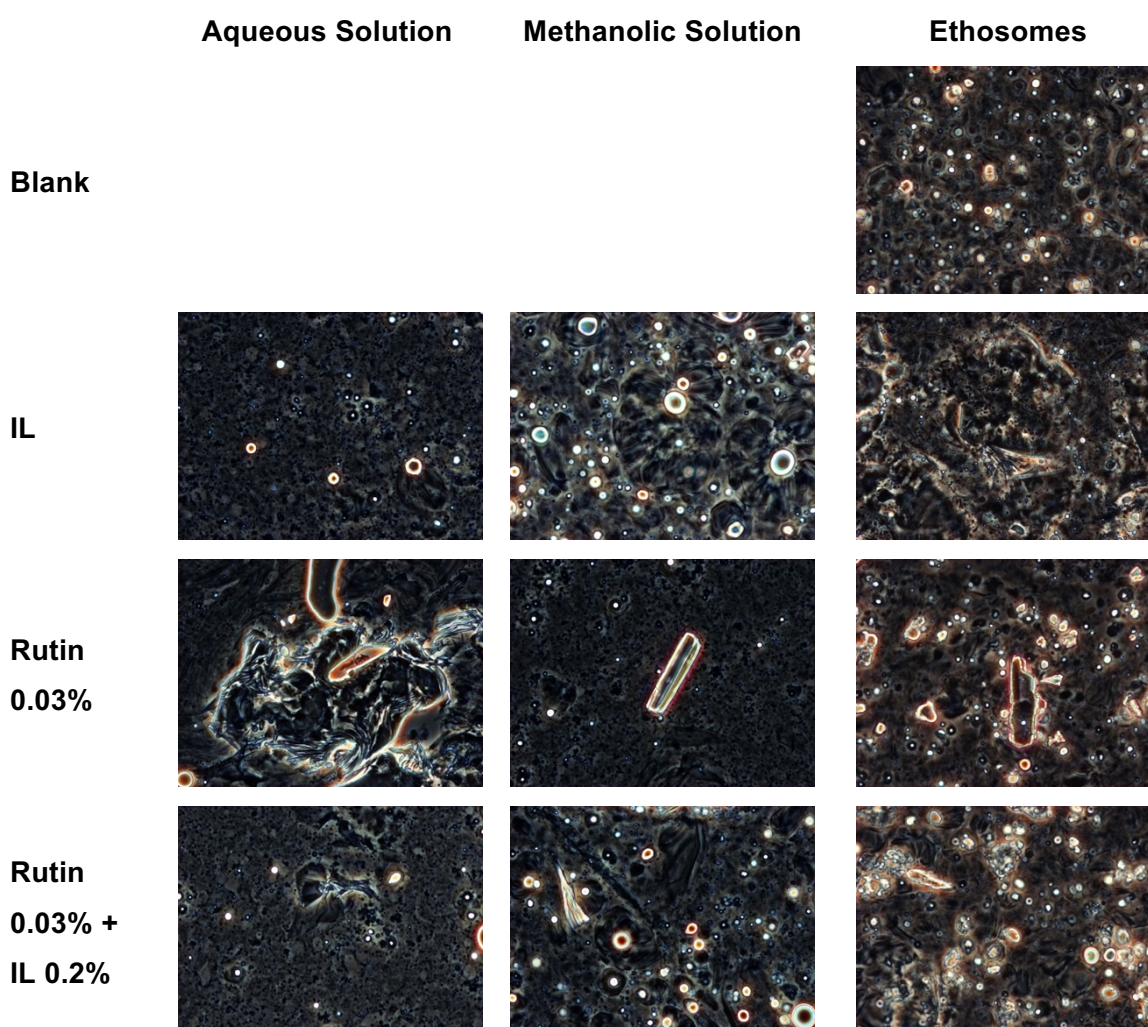 Aqueous Solution Methanolic Solution Ethosomes
Blank
IL
Rutin
0.03%
Rutin
0.03% +
IL 0.2%